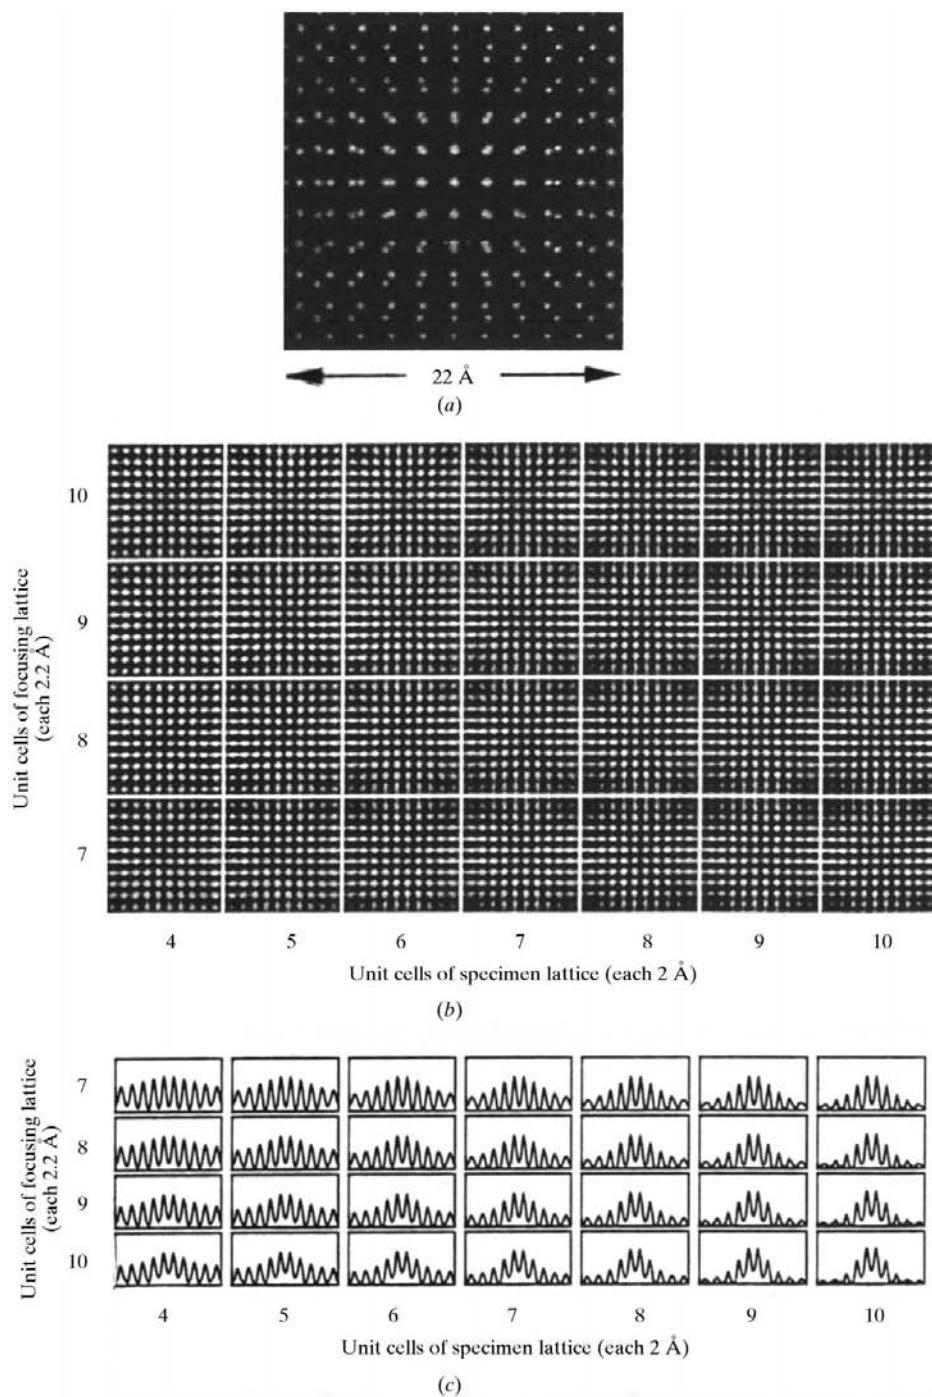 22 Å
(a)
Unit cells of focusing lattice
(each 2.2 Å)
10
9
8
7
4 5 6 7 8 9 10
Unit cells of specimen lattice (each 2 Å)
(b)
Unit cells of focusing lattice
(each 2.2 Å)
7
8
9
10
4 5 6 7 8 9 10
Unit cells of specimen lattice (each 2 Å)
(c)